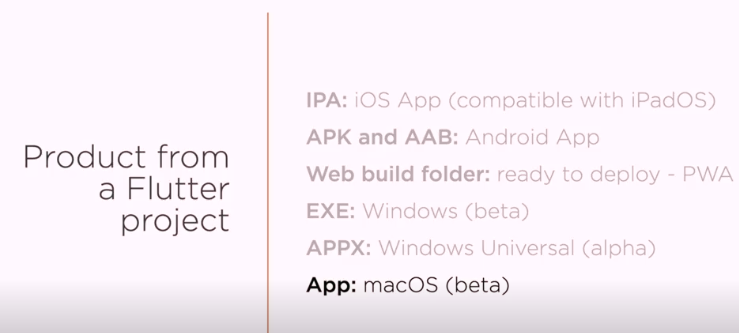 Product from
a Flutter
project
IPA: iOS App (compatible with iPadOS)
APK and AAB: Android App
Web build folder: ready to deploy - PWA
EXE: Windows (beta)
APPX: Windows Universal (alpha)
App: macOS (beta)